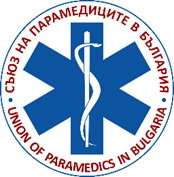 • СЪЮЗ НА ПАРАМЕДИЦИТЕ В БЪЛГАРИЯ •
UNION OF PARAMEDICS IN BULGARIA